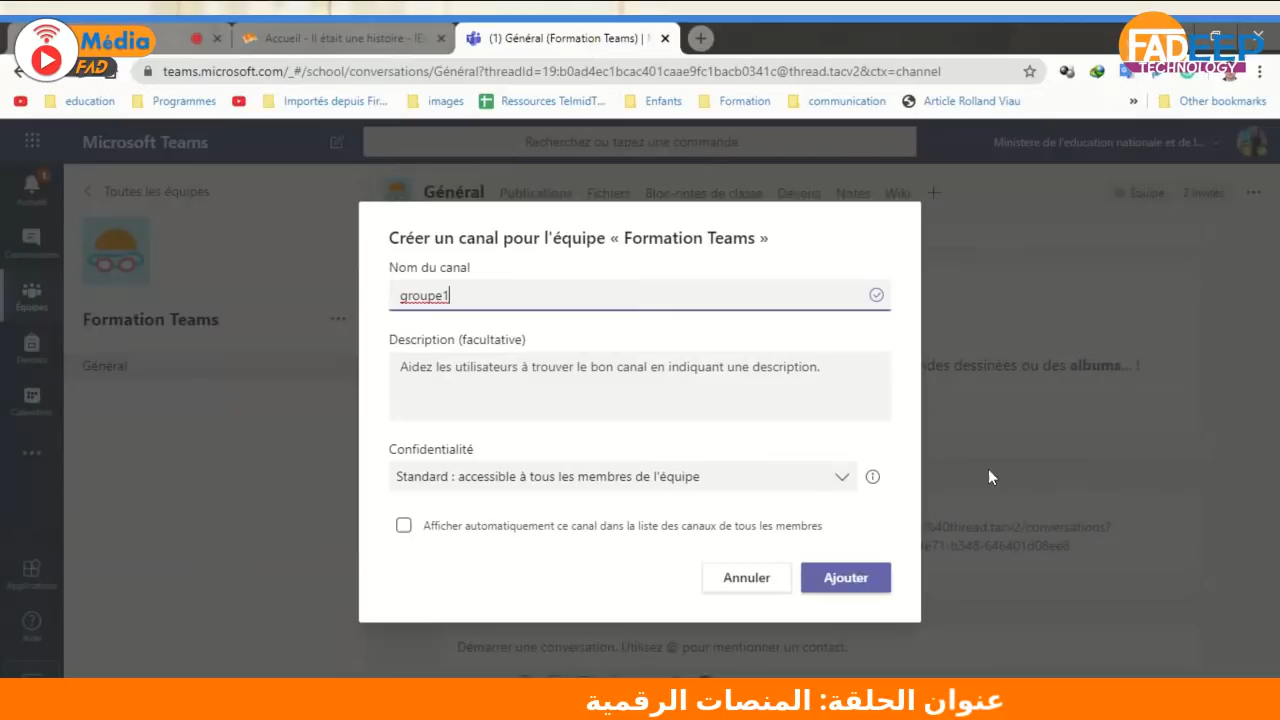 Média
FAD
Accueil - Il était une histoire - IE
(1) Général (Formation Teams) |
FADEEP
TECHNOLOGY
teams.microsoft.com/_#/school/conversations/Général?threadId=19:b0ad4ec1bcac401caae9fc1bacb0341c@thread.tacv2&ctx=channel
education
Programmes
Importés depuis Fir...
images
Ressources TelmidT...
Enfants
Formation
communication
Article Rolland Viau
»
Other bookmarks
Microsoft Teams
Recherchez ou tapez une commande
Ministere de l'education nationale et de l...
Toutes les équipes
Général Publications Fichiers Bloc-notes de classe Devoirs Notes Wiki +
Équipe 2 Invités ...
Équipes
Formation Teams ...
Général
Créer un canal pour l'équipe « Formation Teams »
Nom du canal
groupe1
Description (facultative)
Aidez les utilisateurs à trouver le bon canal en indiquant une description.
des dessinées ou des albums... !
Confidentialité
Standard : accessible à tous les membres de l'équipe
Afficher automatiquement ce canal dans la liste des canaux de tous les membres
%40thread.tacv2/conversations?
e71-b348-646401d08ee8
Annuler
Ajouter
Applications
Aide
Démarrer une conversation. Utilisez @ pour mentionner un contact.
عنوان الحلقة: المنصات الرقمية